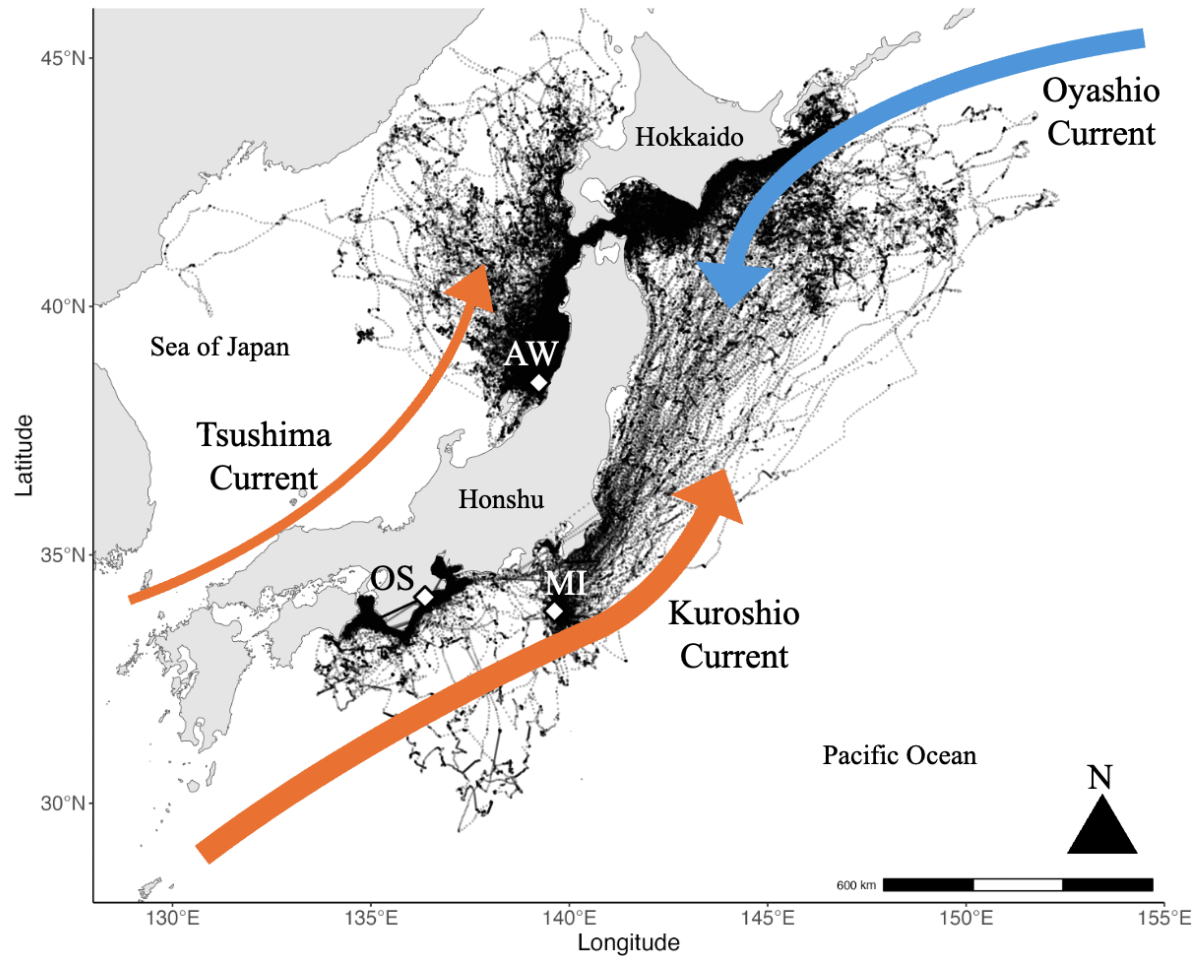 45°N
40°N
35°N
30°N
Latitude
Hokkaido
Oyashio
Current
Sea of Japan
AW
Tsushima
Current
Honshu
OS
MI
Kuroshio
Current
Pacific Ocean
N
600 km
130°E
135°E
140°E
145°E
150°E
155°E
Longitude